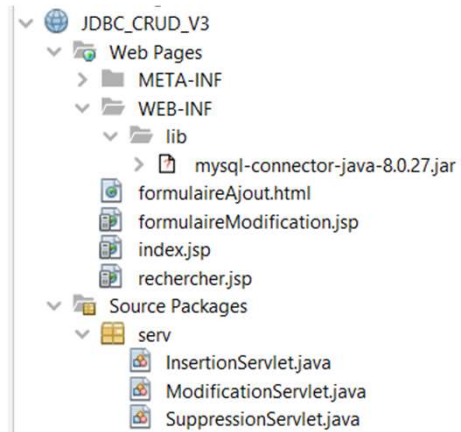 JDBC_CRUD_V3
Web Pages
META-INF
WEB-INF
lib
mysql-connector-java-8.0.27.jar
formulaireAjout.html
formulaireModification.jsp
index.jsp
rechercher.jsp
Source Packages
serv
InsertionServlet.java
ModificationServlet.java
SuppressionServlet.java